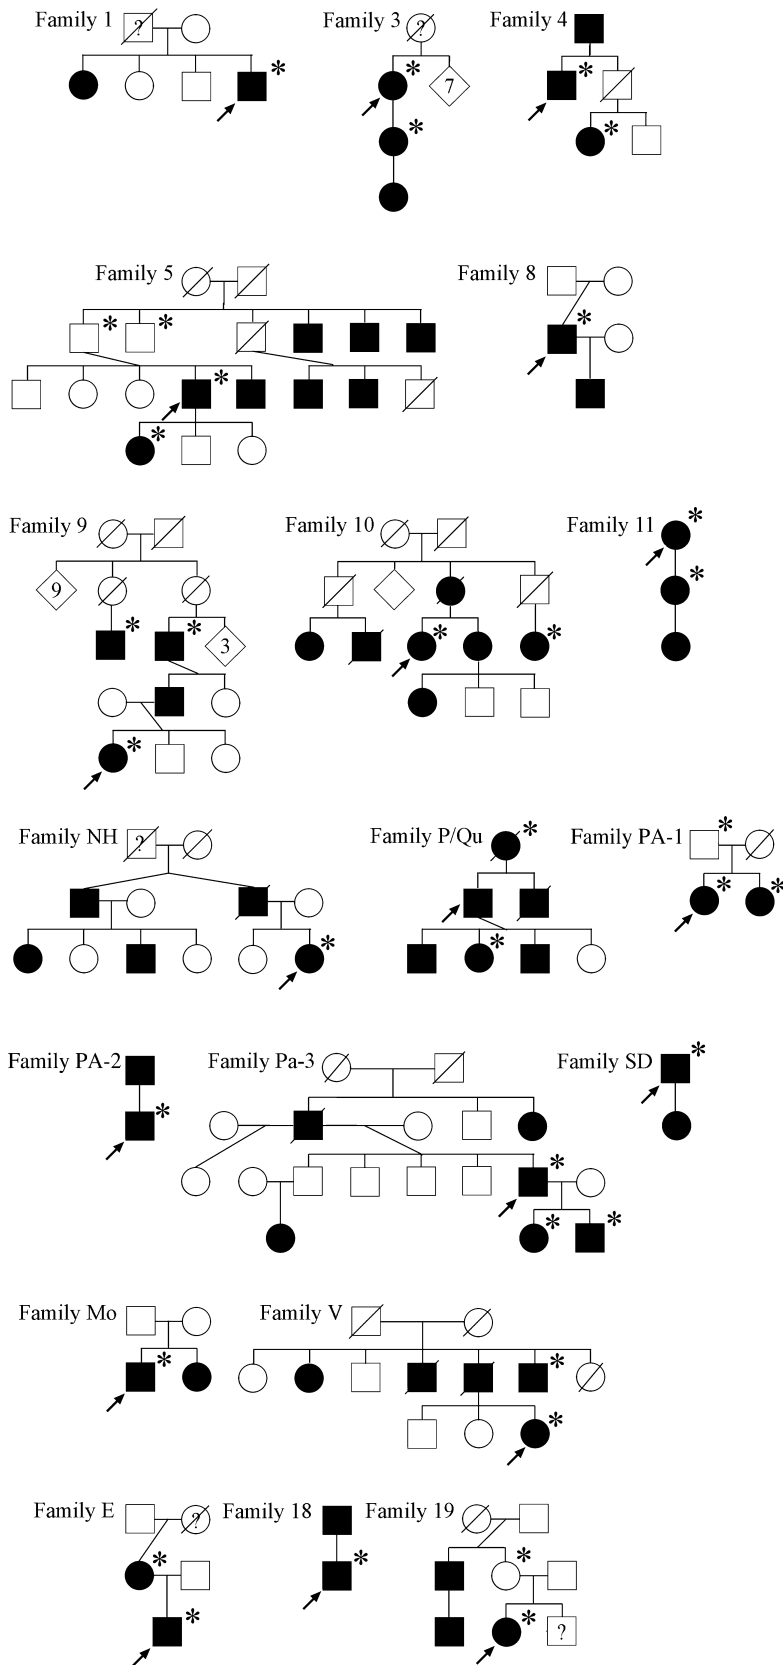 Family 1
?
*
Family 3
?
*
7
*
Family 4
*
*
Family 5
*
*
*
*
Family 8
*
Family 9
9
*
*
3
*
Family 10
*
*
Family 11
*
*
Family NH
?
*
Family P/Qu
*
*
Family PA-1
*
*
*
Family PA-2
*
Family Pa-3
*
*
*
Family SD
*
Family Mo
*
Family V
*
*
Family E
?
*
*
Family 18
*
Family 19
*
*
?